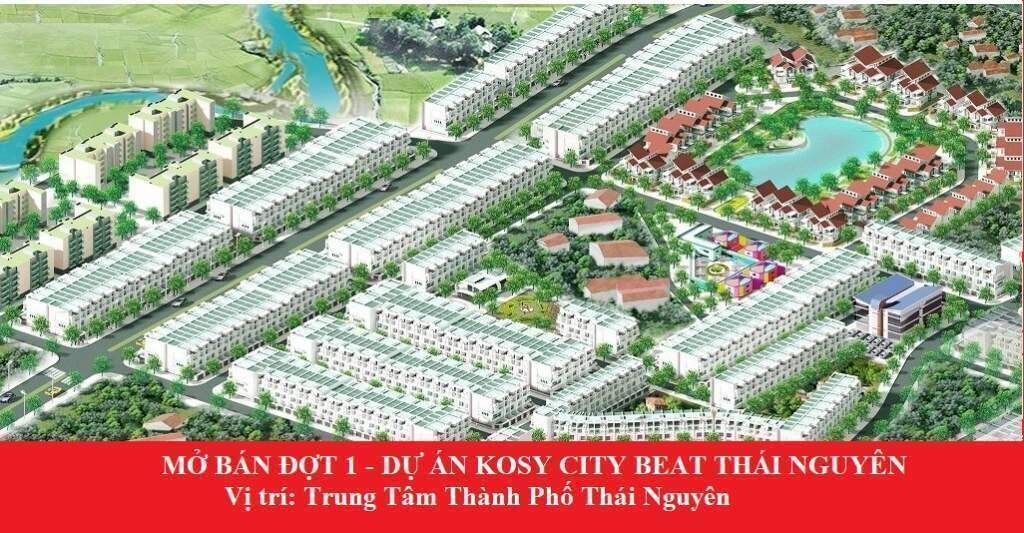 MỞ BÁN ĐỢT 1 - DỰ ÁN KOSY CITY BEAT THÁI NGUYÊN
Vị trí: Trung Tâm Thành Phố Thái Nguyên